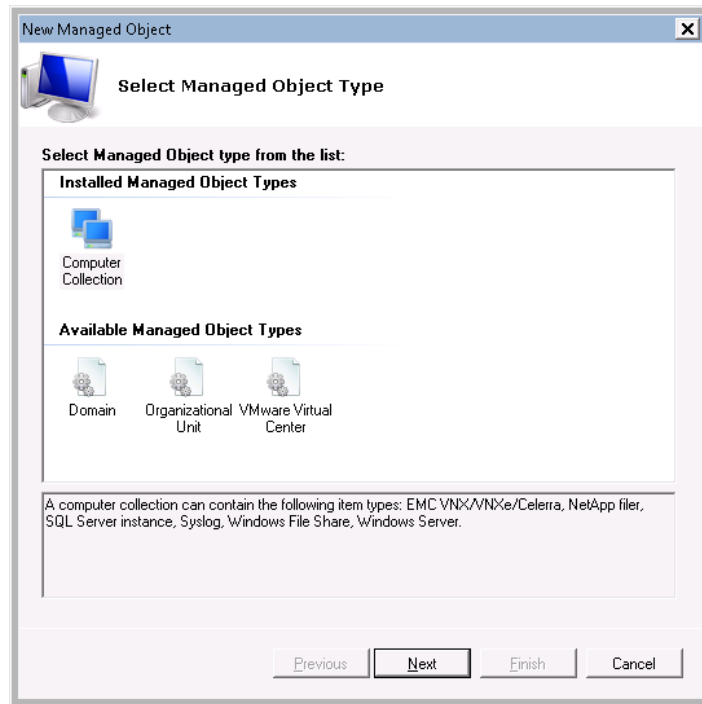 New Managed Object
Select Managed Object Type
Select Managed Object type from the list:
Installed Managed Object Types
Computer
Collection
Available Managed Object Types
Domain
Organizational
Unit
VMware Virtual
Center
A computer collection can contain the following item types: EMC VNX/VNXe/Celerra, NetApp filer,
SQL Server instance, Syslog, Windows File Share, Windows Server.
Previous
Next
Finish
Cancel